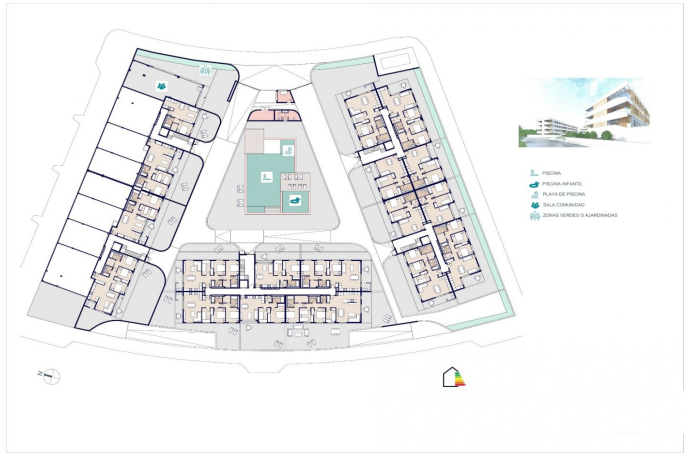 PISCINA
PISCINA INFANTIL
PLAYA DE PISCINA
SALA COMUNIDAD
ZONAS VERDES O AJARDINADAS
N